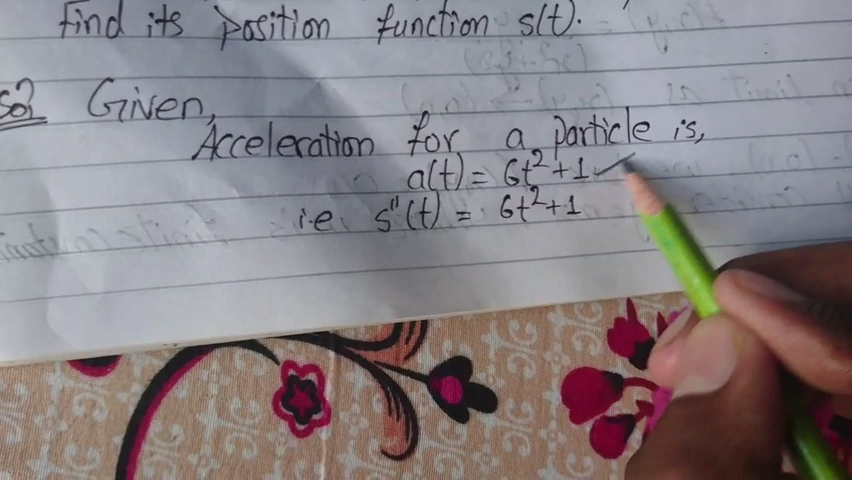 Find its position function s(t).
Sol Given,
Acceleration for a particle is,
a(t) = 6t²+1
i.e s''(t) = 6t²+1